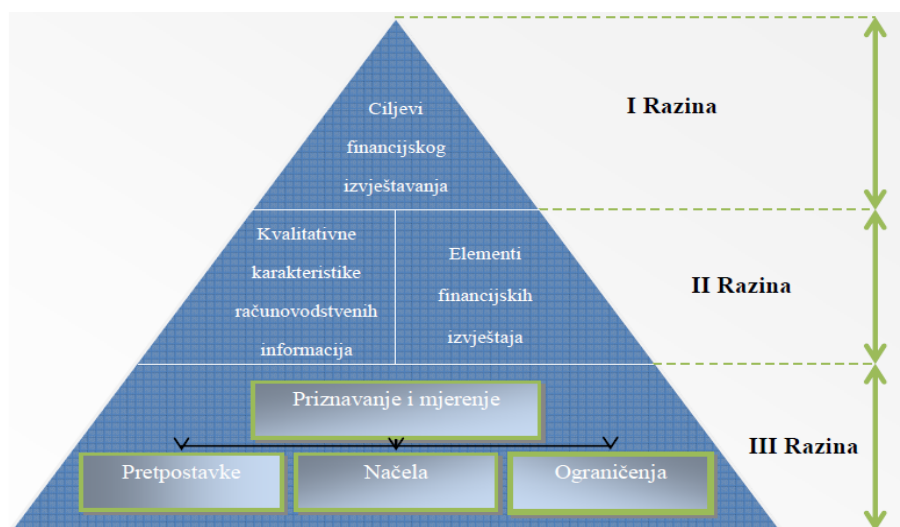 Ciljevi
financijskog
izvještavanja
I Razina
Kvalitativne
karakteristike
računovodstvenih
informacija
Elementi
financijskih
izvještaja
II Razina
Priznavanje i mjerenje
Pretpostavke
Načela
Ograničenja
III Razina